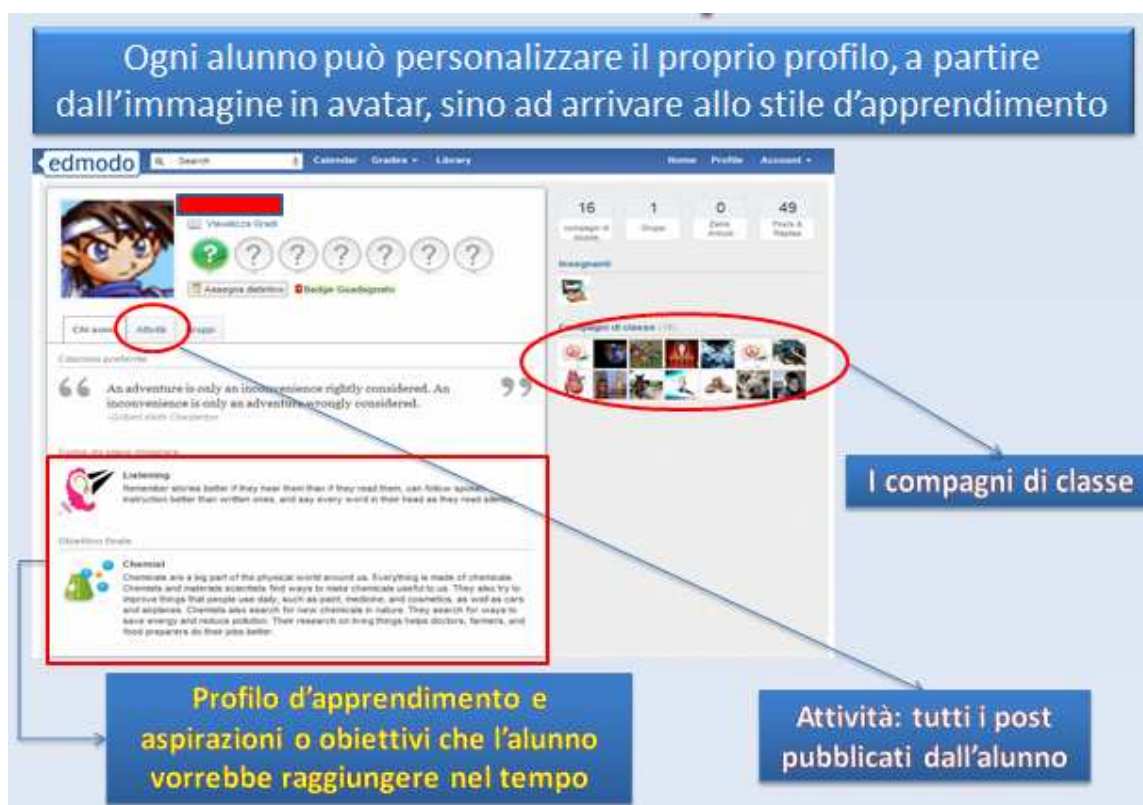 Ogni alunno può personalizzare il proprio profilo, a partire
dall'immagine in avatar, sino ad arrivare allo stile d'apprendimento
edmodo Search Calendar Grades Library Home Profile Account
Visualizza Gradi
? ? ? ? ? ? ?
Assegna distintivo Badge Guadagnato
16 1 0 49
compagni di Gruppi Posts &
Replies
Insegnanti
Chi sono Attività Gruppi
Compagni di classe
Citazione preferita
“ An adventure is only an inconvenience rightly considered. An ”
inconvenience is only an adventure wrongly considered.
Listening
Remember stories better if they hear them than if they read them, can follow spoken
instruction better than written ones, and say every word in their head as they read silently
Obiettivo finale
Chemist
Chemicals are a big part of the physical world around us. Everything is made of chemicals.
Chemists and materials scientists find ways to make chemicals useful to us. They also try to
improve things that people use daily, such as paint, medicine, and cosmetics, as well as cars
and airplanes. Chemists also search for new chemicals in nature. They search for ways to
save energy and reduce pollution. Their research on living things helps doctors, farmers, and
food preparers do their jobs better.
I compagni di classe
Profilo d'apprendimento e
aspirazioni o obiettivi che l'alunno
vorrebbe raggiungere nel tempo
Attività: tutti i post
pubblicati dall'alunno